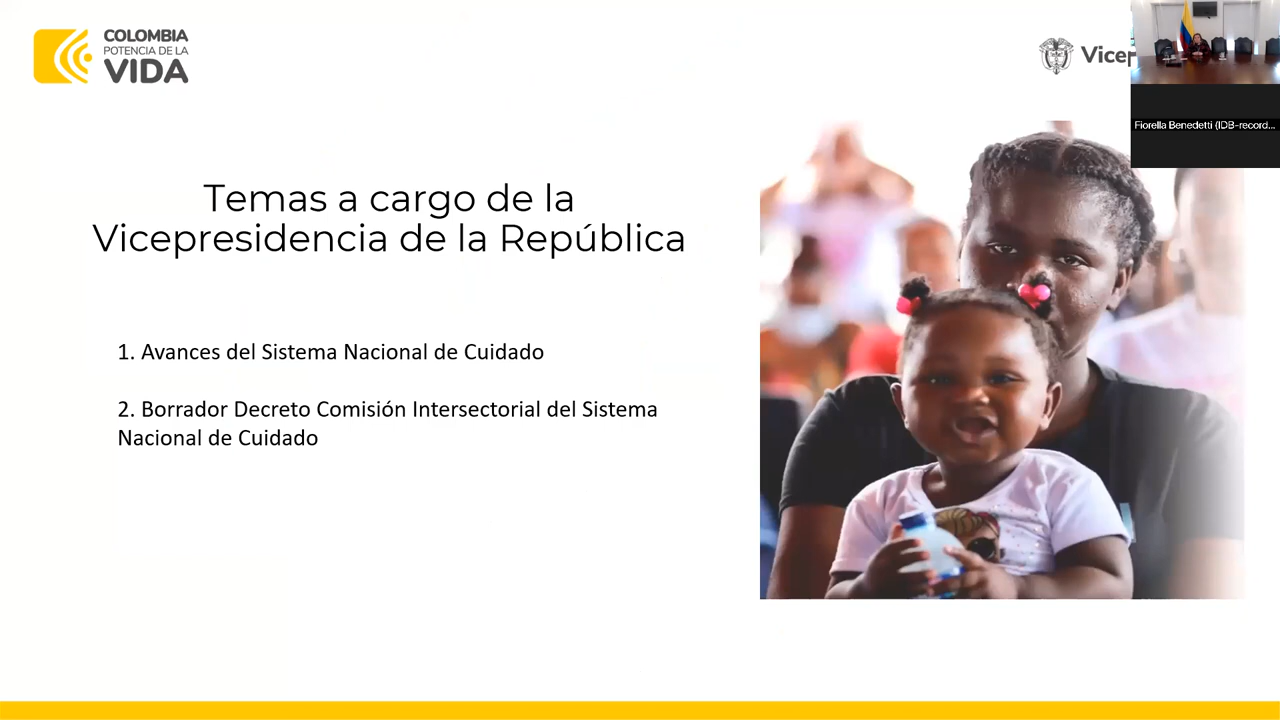 COLOMBIA
POTENCIA DE LA
VIDA
Fiorella Benedetti (IDB-record...
Temas a cargo de la
Vicepresidencia de la República
1. Avances del Sistema Nacional de Cuidado
2. Borrador Decreto Comisión Intersectorial del Sistema
Nacional de Cuidado